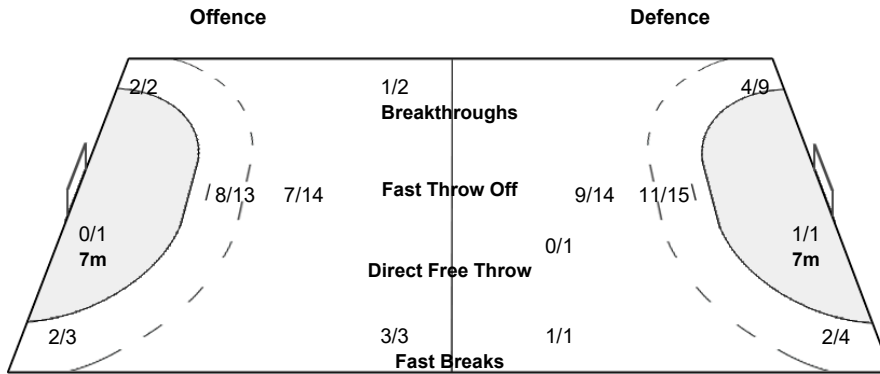 Offence Defence
2/2 1/2 4/9
Breakthroughs
8/13 7/14 Fast Throw Off 9/14 11/15
0/1 0/1 1/1
7m 7m
Direct Free Throw
2/3 3/3 1/1 2/4
Fast Breaks